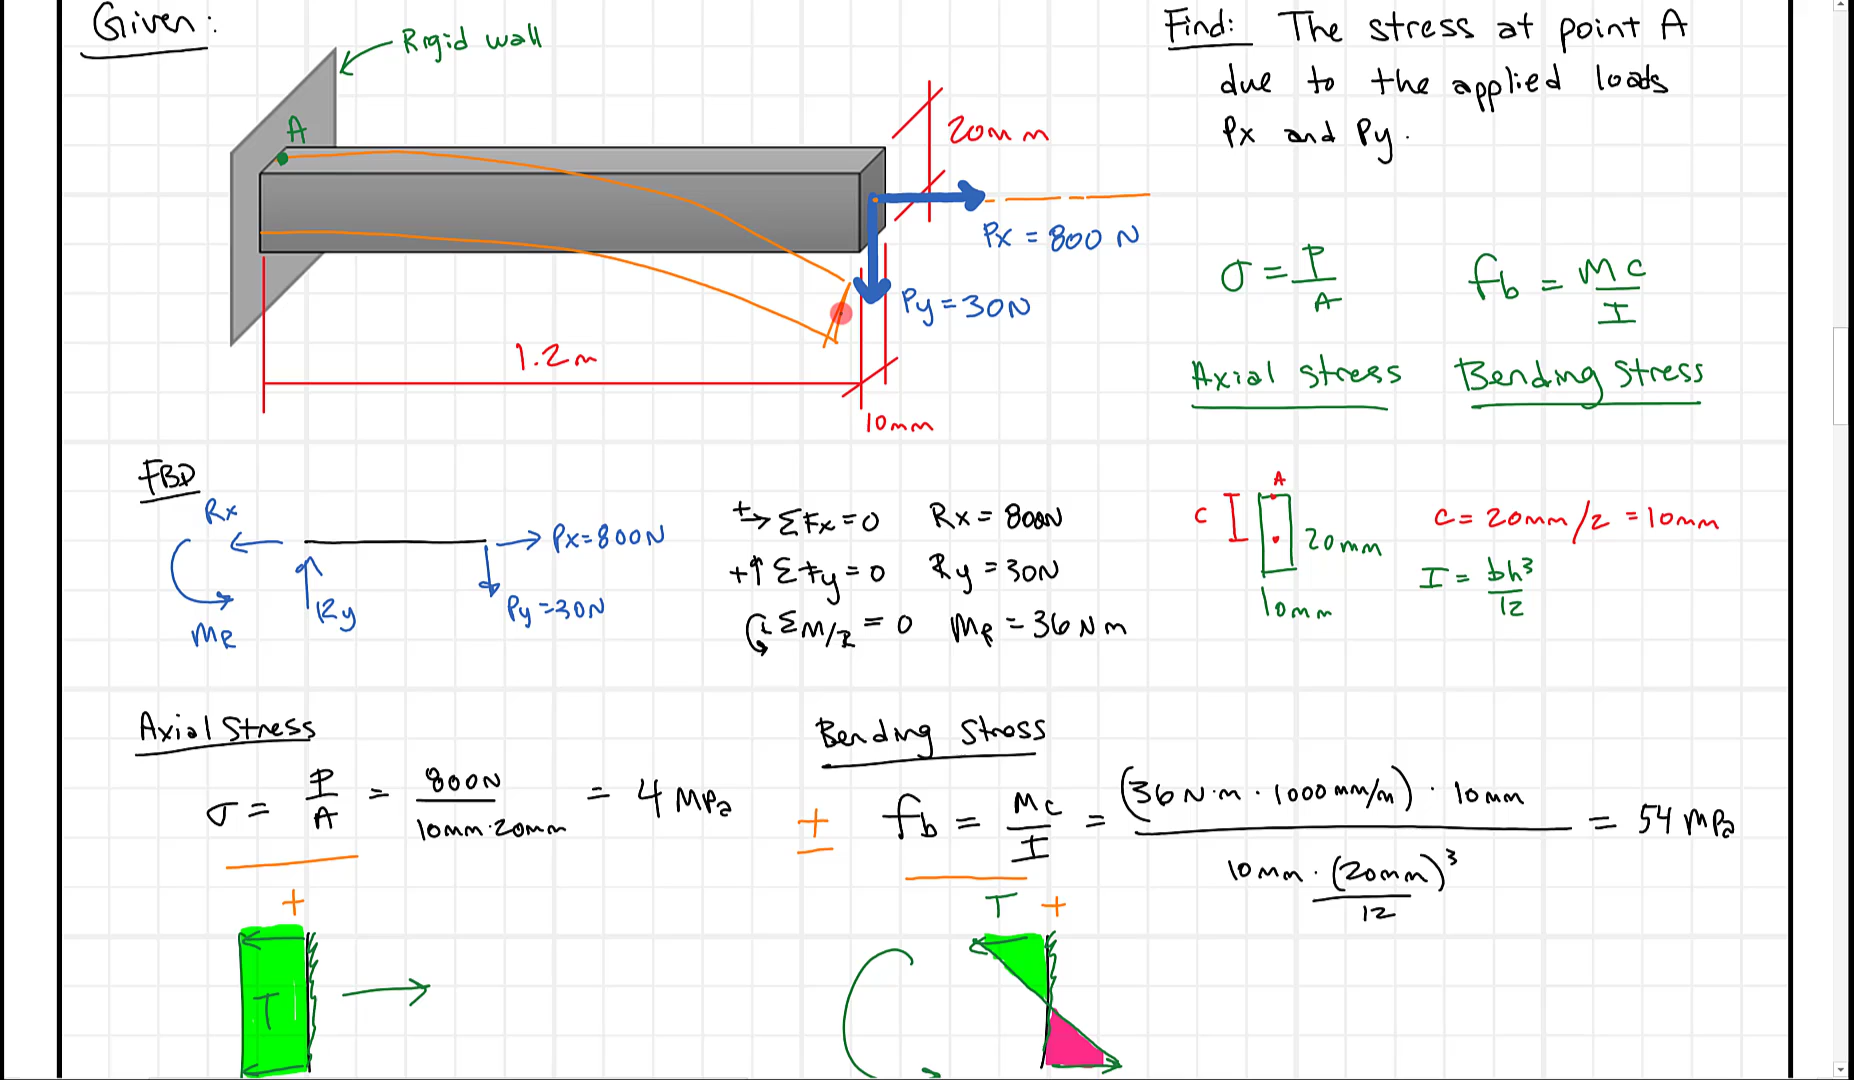 Given:
Rigid wall
A
20mm
Px = 800 N
Py = 30N
1.2m
10mm
Find: The stress at point A
due to the applied loads
Px and Py.
σ = P/A
fb = Mc/I
Axial stress
Bending Stress
FBD
Rx
Px=800N
Ry
Py=30N
MR
+→ ΣFx=0 Rx = 800N
+↑ ΣFy=0 Ry = 30N
ΣM/R = 0 MR = 36 Nm
A
C
20mm
10mm
C = 20mm/2 = 10mm
I = bh³/12
Axial Stress
σ = P/A = 800N/10mm·20mm = 4 MPa
+
T
Bending Stress
± fb = Mc/I = (36 N·m · 1000 mm/m) · 10mm / 10mm · (20mm)³/12 = 54 MPa
T +